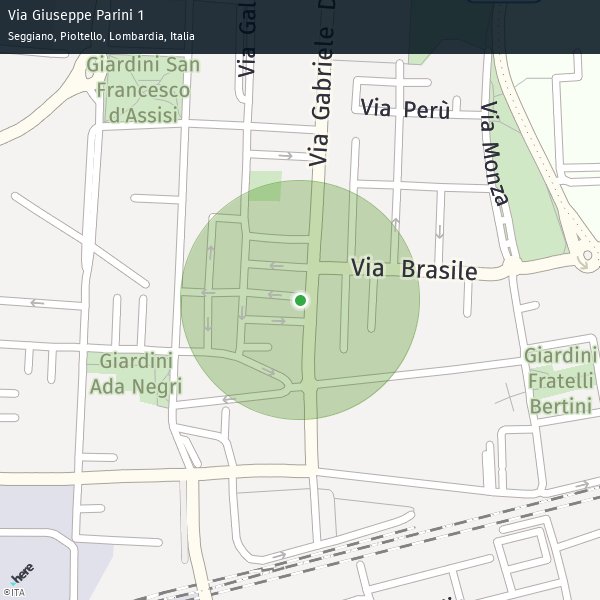 Via Giuseppe Parini 1
Seggiano, Pioltello, Lombardia, Italia
Giardini San
Francesco
d'Assisi
Via Gal
Via Gabriele D
Via Perù
Via Monza
Via Brasile
Giardini
Ada Negri
Giardini
Fratelli
Bertini
here
©ITA